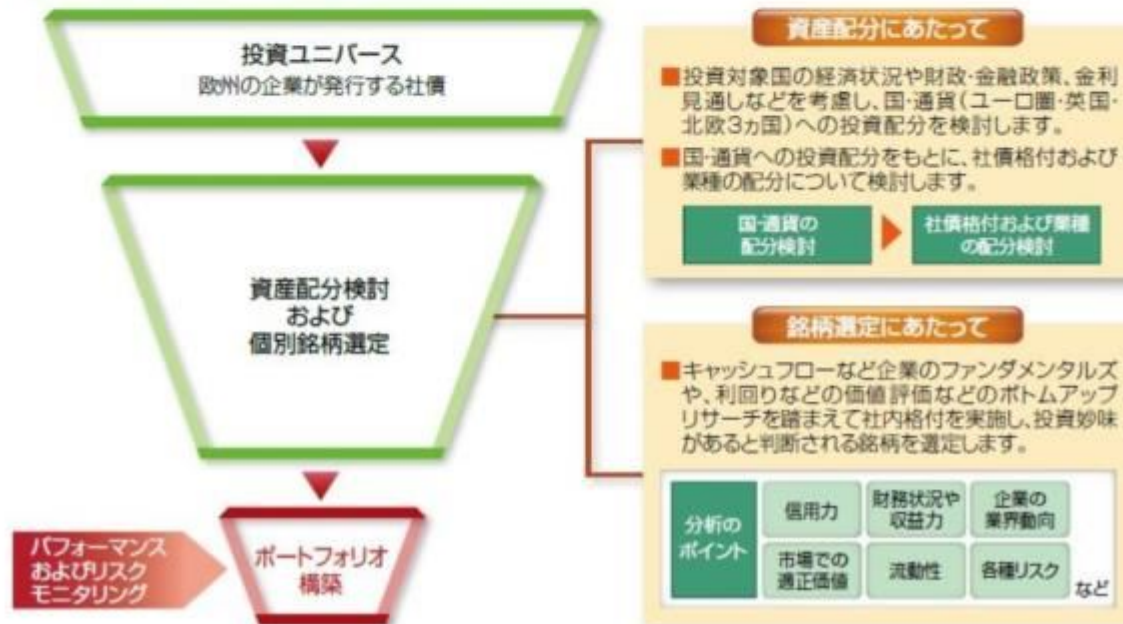 投資ユニバース
欧州の企業が発行する社債
資産配分検討
および
個別銘柄選定
パフォーマンス
およびリスク
モニタリング
ポートフォリオ
構築
資産配分にあたって
■投資対象国の経済状況や財政・金融政策、金利
見通しなどを考慮し、国・通貨(ユーロ圏・英国・
北欧3ヵ国)への投資配分を検討します。
■国・通貨への投資配分をもとに、社債格付および
業種の配分について検討します。
国・通貨の
配分検討
社債格付および業種
の配分検討
銘柄選定にあたって
■キャッシュフローなど企業のファンダメンタルズ
や、利回りなどの価値評価などのボトムアップ
リサーチを踏まえて社内格付を実施し、投資妙味
があると判断される銘柄を選定します。
分析の
ポイント
信用力
財務状況や
収益力
企業の
業界動向
市場での
適正価値
流動性
各種リスク
など